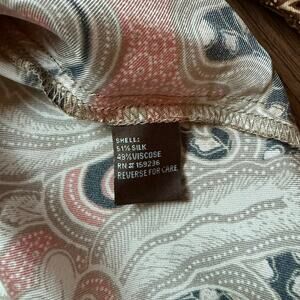 SHELL:
51% SILK
49% VISCOSE
RN# 159236
REVERSE FOR CARE